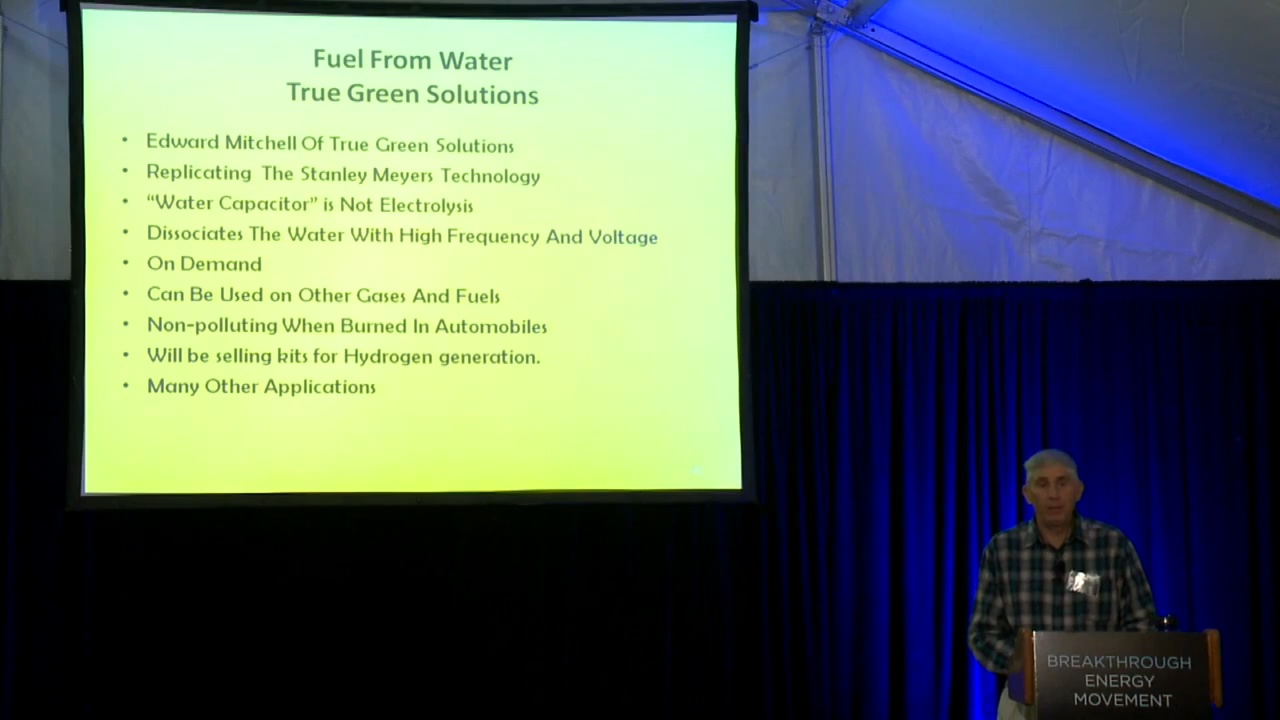 Fuel From Water
True Green Solutions
• Edward Mitchell Of True Green Solutions
• Replicating The Stanley Meyers Technology
• “Water Capacitor” is Not Electrolysis
• Dissociates The Water With High Frequency And Voltage
• On Demand
• Can Be Used on Other Gases And Fuels
• Non-polluting When Burned In Automobiles
• Will be selling kits for Hydrogen generation.
• Many Other Applications
BREAKTHROUGH
ENERGY
MOVEMENT